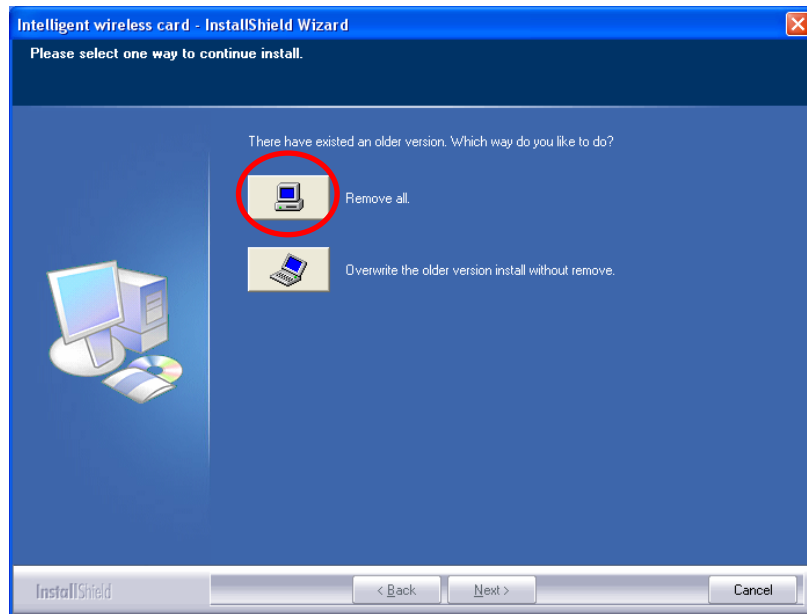 Intelligent wireless card - InstallShield Wizard
Please select one way to continue install.
There have existed an older version. Which way do you like to do?
Remove all.
Overwrite the older version install without remove.
InstallShield
< Back
Next >
Cancel